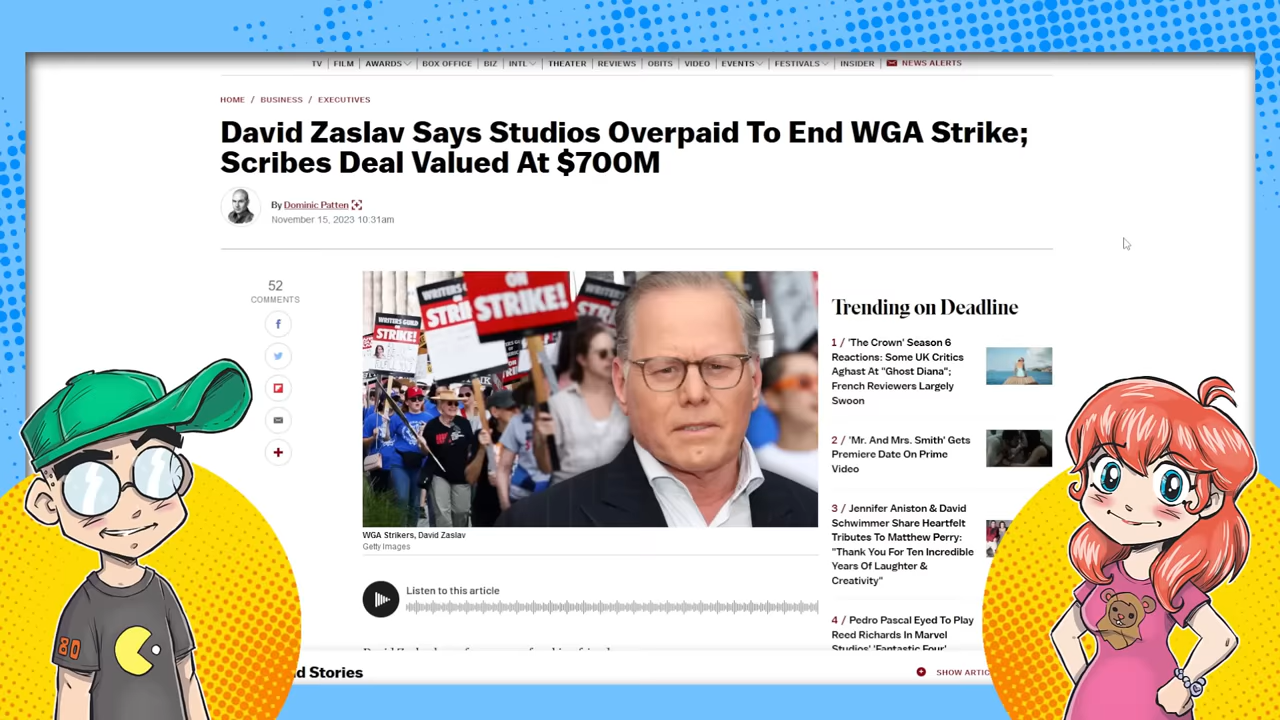 TV FILM AWARDS BOX OFFICE BIZ INTL THEATER REVIEWS OBITS VIDEO EVENTS FESTIVALS INSIDER NEWS ALERTS
HOME / BUSINESS / EXECUTIVES
David Zaslav Says Studios Overpaid To End WGA Strike;
Scribes Deal Valued At $700M
By Dominic Patten
November 15, 2023 10:31am
52
COMMENTS
WRITERS GUILD
ON
STRIKE!
WRITERS GUILD
STRIKE!
WGA Strikers, David Zaslav
Getty Images
Listen to this article
Trending on Deadline
1 / 'The Crown' Season 6
Reactions: Some UK Critics
Aghast At "Ghost Diana";
French Reviewers Largely
Swoon
2 / 'Mr. And Mrs. Smith' Gets
Premiere Date On Prime
Video
3 / Jennifer Aniston & David
Schwimmer Share Heartfelt
Tributes To Matthew Perry:
"Thank You For Ten Incredible
Years Of Laughter &
Creativity"
4 / Pedro Pascal Eyed To Play
Reed Richards In Marvel
Studios' 'Fantastic Four'
d Stories
SHOW ARTIC
80